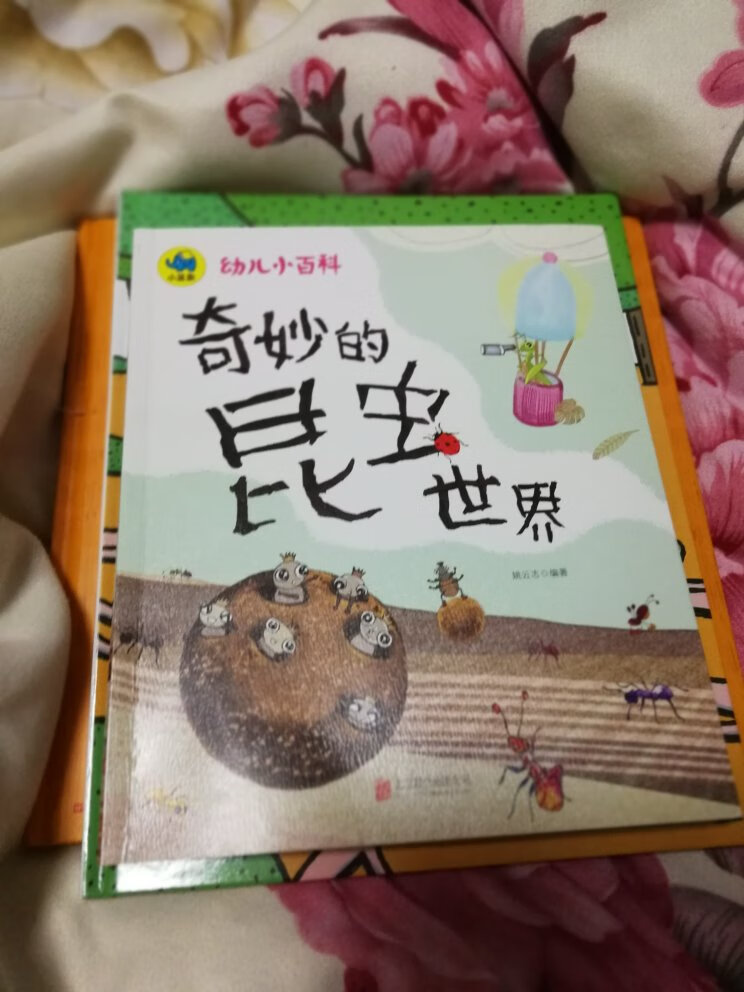 幼儿小百科
奇妙的
昆虫
世界
姚云志◎编著